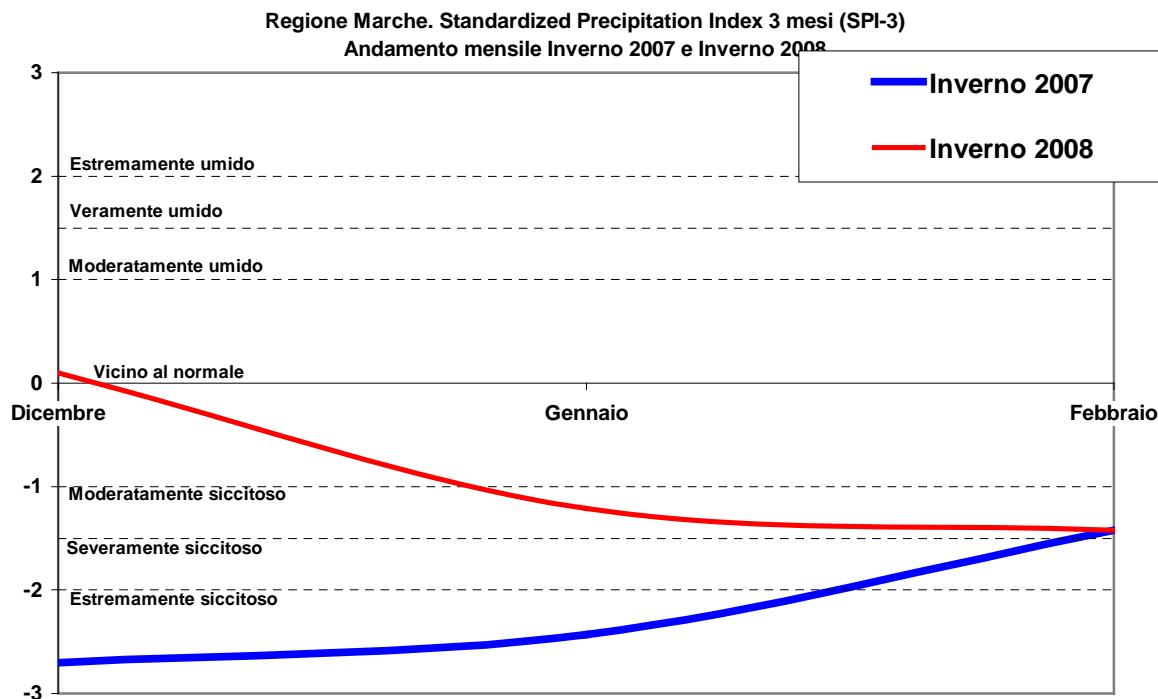 Regione Marche. Standardized Precipitation Index 3 mesi (SPI-3)
Andamento mensile Inverno 2007 e Inverno 2008
Inverno 2007
Inverno 2008
3
Estremamente umido
2
Veramente umido
Moderatamente umido
1
Vicino al normale
0
Dicembre Gennaio Febbraio
-1
Moderatamente siccitoso
Severamente siccitoso
-2
Estremamente siccitoso
-3